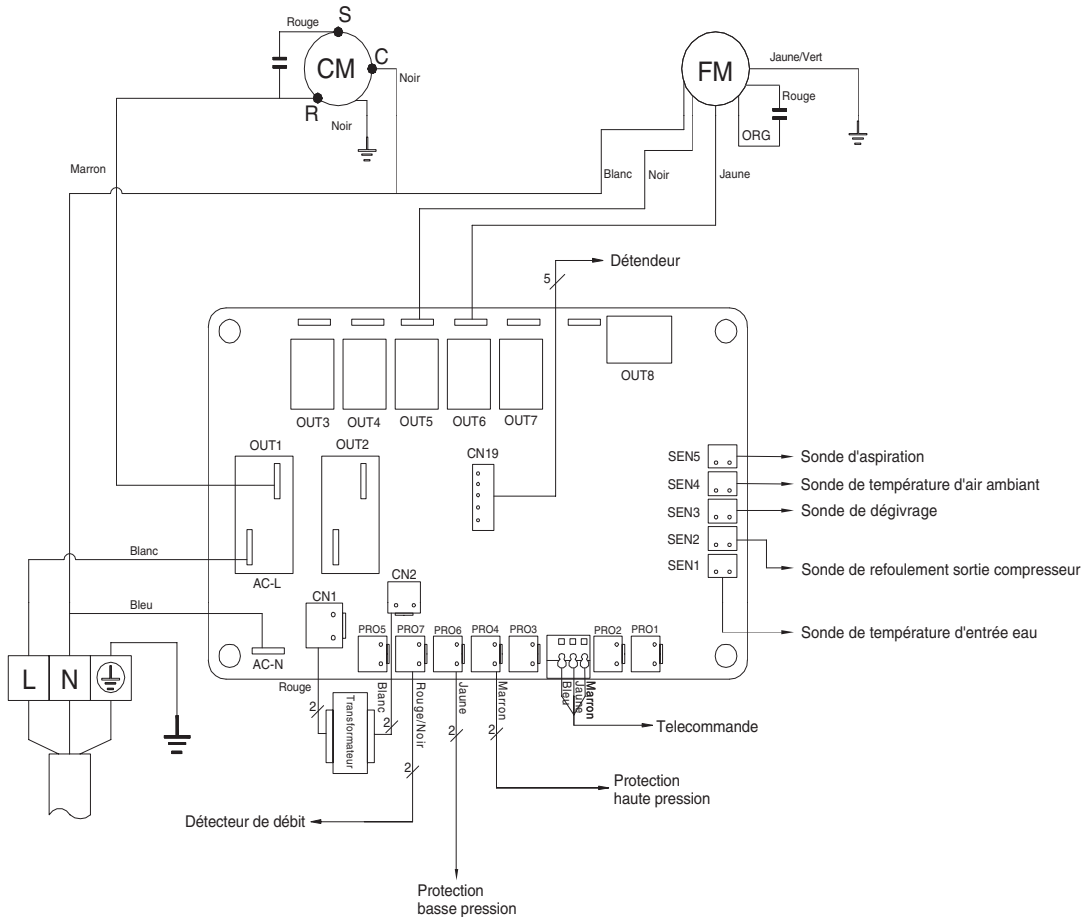 S
Rouge
C
CM
Noir
R
Noir
FM
Jaune/Vert
Rouge
ORG
Marron
Blanc
Noir
Jaune
5
Détendeur
OUT8
OUT3
OUT4
OUT5
OUT6
OUT7
OUT1
OUT2
CN19
SEN5
Sonde d'aspiration
SEN4
Sonde de température d'air ambiant
SEN3
Sonde de dégivrage
SEN2
Sonde de refoulement sortie compresseur
SEN1
Sonde de température d'entrée eau
Blanc
AC-L
Bleu
AC-N
CN1
CN2
PRO5
PRO7
PRO6
PRO4
PRO3
PRO2
PRO1
L
N
Rouge
2
Transformateur
Blanc
2
Rouge/Noir
2
Jaune
2
Marron
2
Bleu
Jaune
Marron
Telecommande
Protection
haute pression
Détecteur de débit
Protection
basse pression